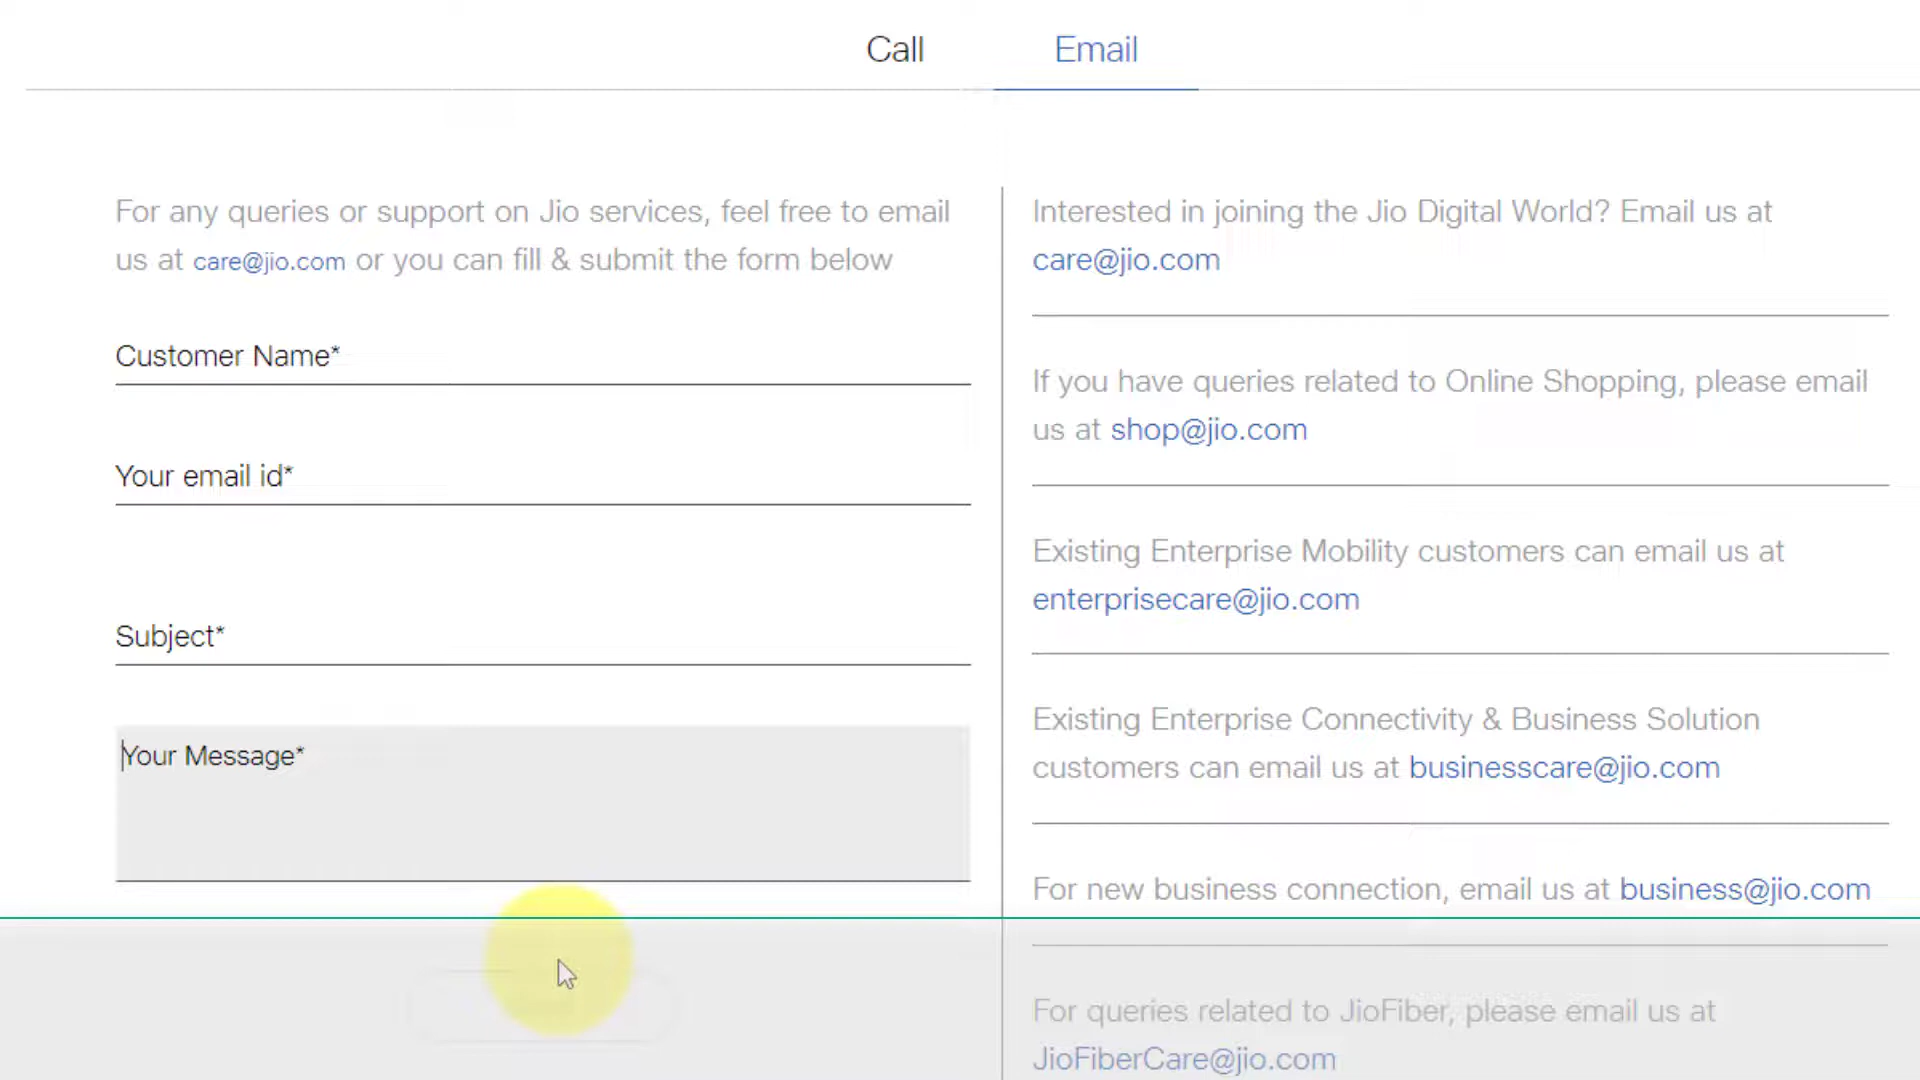 Call
Email
For any queries or support on Jio services, feel free to email
us at care@jio.com or you can fill & submit the form below
Customer Name*
Your email id*
Subject*
Your Message*
Interested in joining the Jio Digital World? Email us at
care@jio.com
If you have queries related to Online Shopping, please email
us at shop@jio.com
Existing Enterprise Mobility customers can email us at
enterprisecare@jio.com
Existing Enterprise Connectivity & Business Solution
customers can email us at businesscare@jio.com
For new business connection, email us at business@jio.com
For queries related to JioFiber, please email us at
JioFiberCare@jio.com